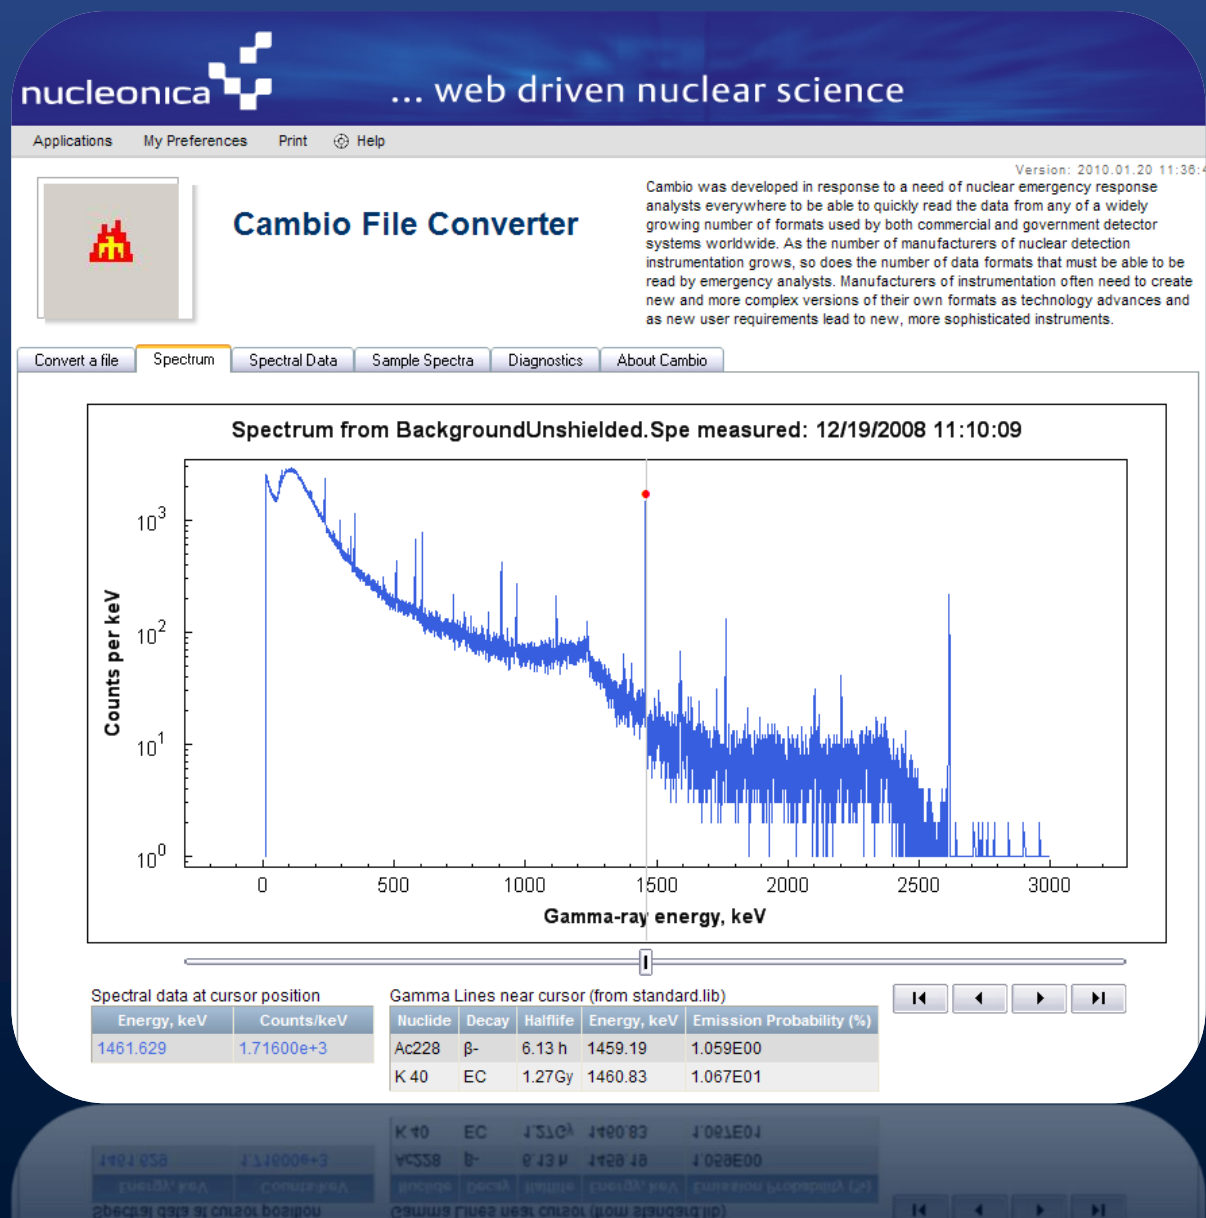 nucleonica
... web driven nuclear science
Applications My Preferences Print Help
Version: 2010.01.20 11:36:4
Cambio File Converter
Cambio was developed in response to a need of nuclear emergency response
analysts everywhere to be able to quickly read the data from any of a widely
growing number of formats used by both commercial and government detector
systems worldwide. As the number of manufacturers of nuclear detection
instrumentation grows, so does the number of data formats that must be able to be
read by emergency analysts. Manufacturers of instrumentation often need to create
new and more complex versions of their own formats as technology advances and
as new user requirements lead to new, more sophisticated instruments.
Convert a file Spectrum Spectral Data Sample Spectra Diagnostics About Cambio
Spectrum from BackgroundUnshielded.Spe measured: 12/19/2008 11:10:09
Counts per keV
10³
10²
10¹
10⁰
0 500 1000 1500 2000 2500 3000
Gamma-ray energy, keV
Spectral data at cursor position
Energy, keV Counts/keV
1461.629 1.71600e+3
Gamma Lines near cursor (from standard.lib)
Nuclide Decay Halflife Energy, keV Emission Probability (%)
Ac228 β- 6.13 h 1459.19 1.059E00
K 40 EC 1.27Gy 1460.83 1.067E01